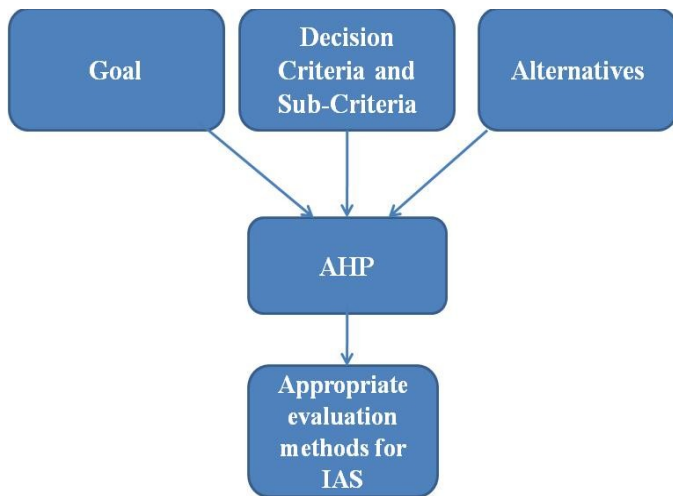 Goal
Decision
Criteria and
Sub-Criteria
Alternatives
AHP
Appropriate
evaluation
methods for
IAS